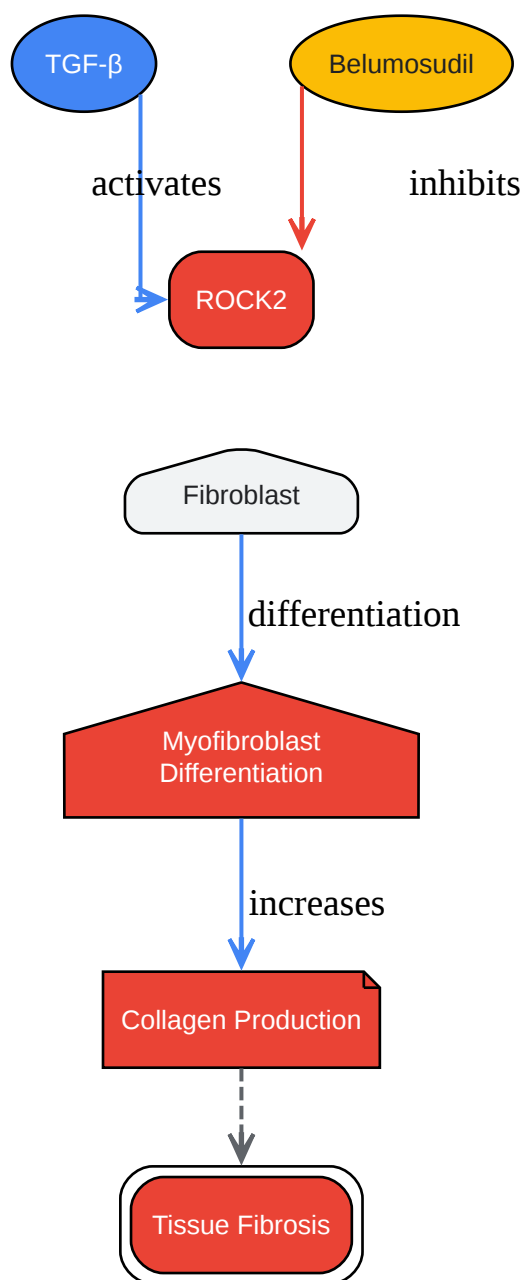 TGF-β
Belumosudil
activates
inhibits
ROCK2
Fibroblast
differentiation
Myofibroblast
Differentiation
increases
Collagen Production
Tissue Fibrosis